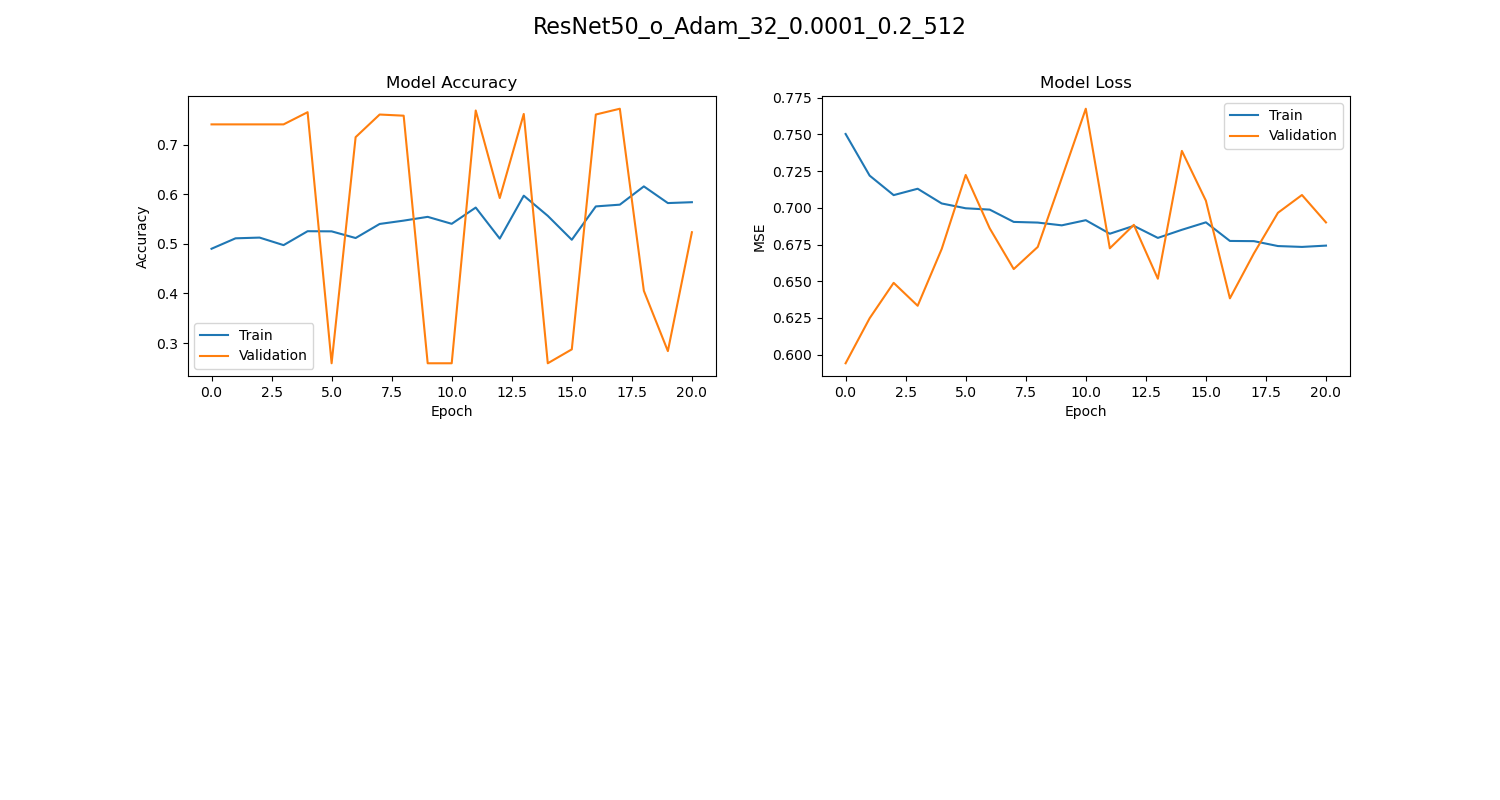 ResNet50_o_Adam_32_0.0001_0.2_512
Model Accuracy
Accuracy
0.7
0.6
0.5
0.4
0.3
Train
Validation
0.0 2.5 5.0 7.5 10.0 12.5 15.0 17.5 20.0
Epoch
Model Loss
MSE
0.775
0.750
0.725
0.700
0.675
0.650
0.625
0.600
Train
Validation
0.0 2.5 5.0 7.5 10.0 12.5 15.0 17.5 20.0
Epoch